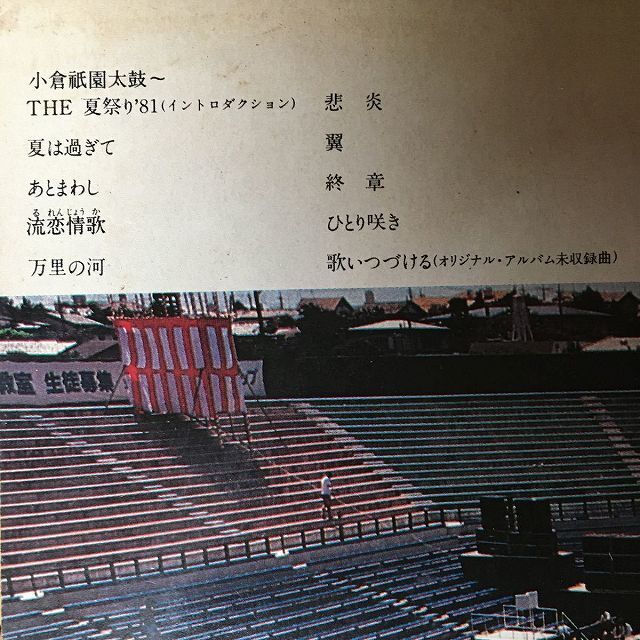 小倉祇園太鼓～
THE 夏祭り'81(イントロダクション)
夏は過ぎて
あとまわし
るれんじょうか
流恋情歌
万里の河
悲炎
翼
終章
ひとり咲き
歌いつづける(オリジナル・アルバム未収録曲)
教室 生徒募集